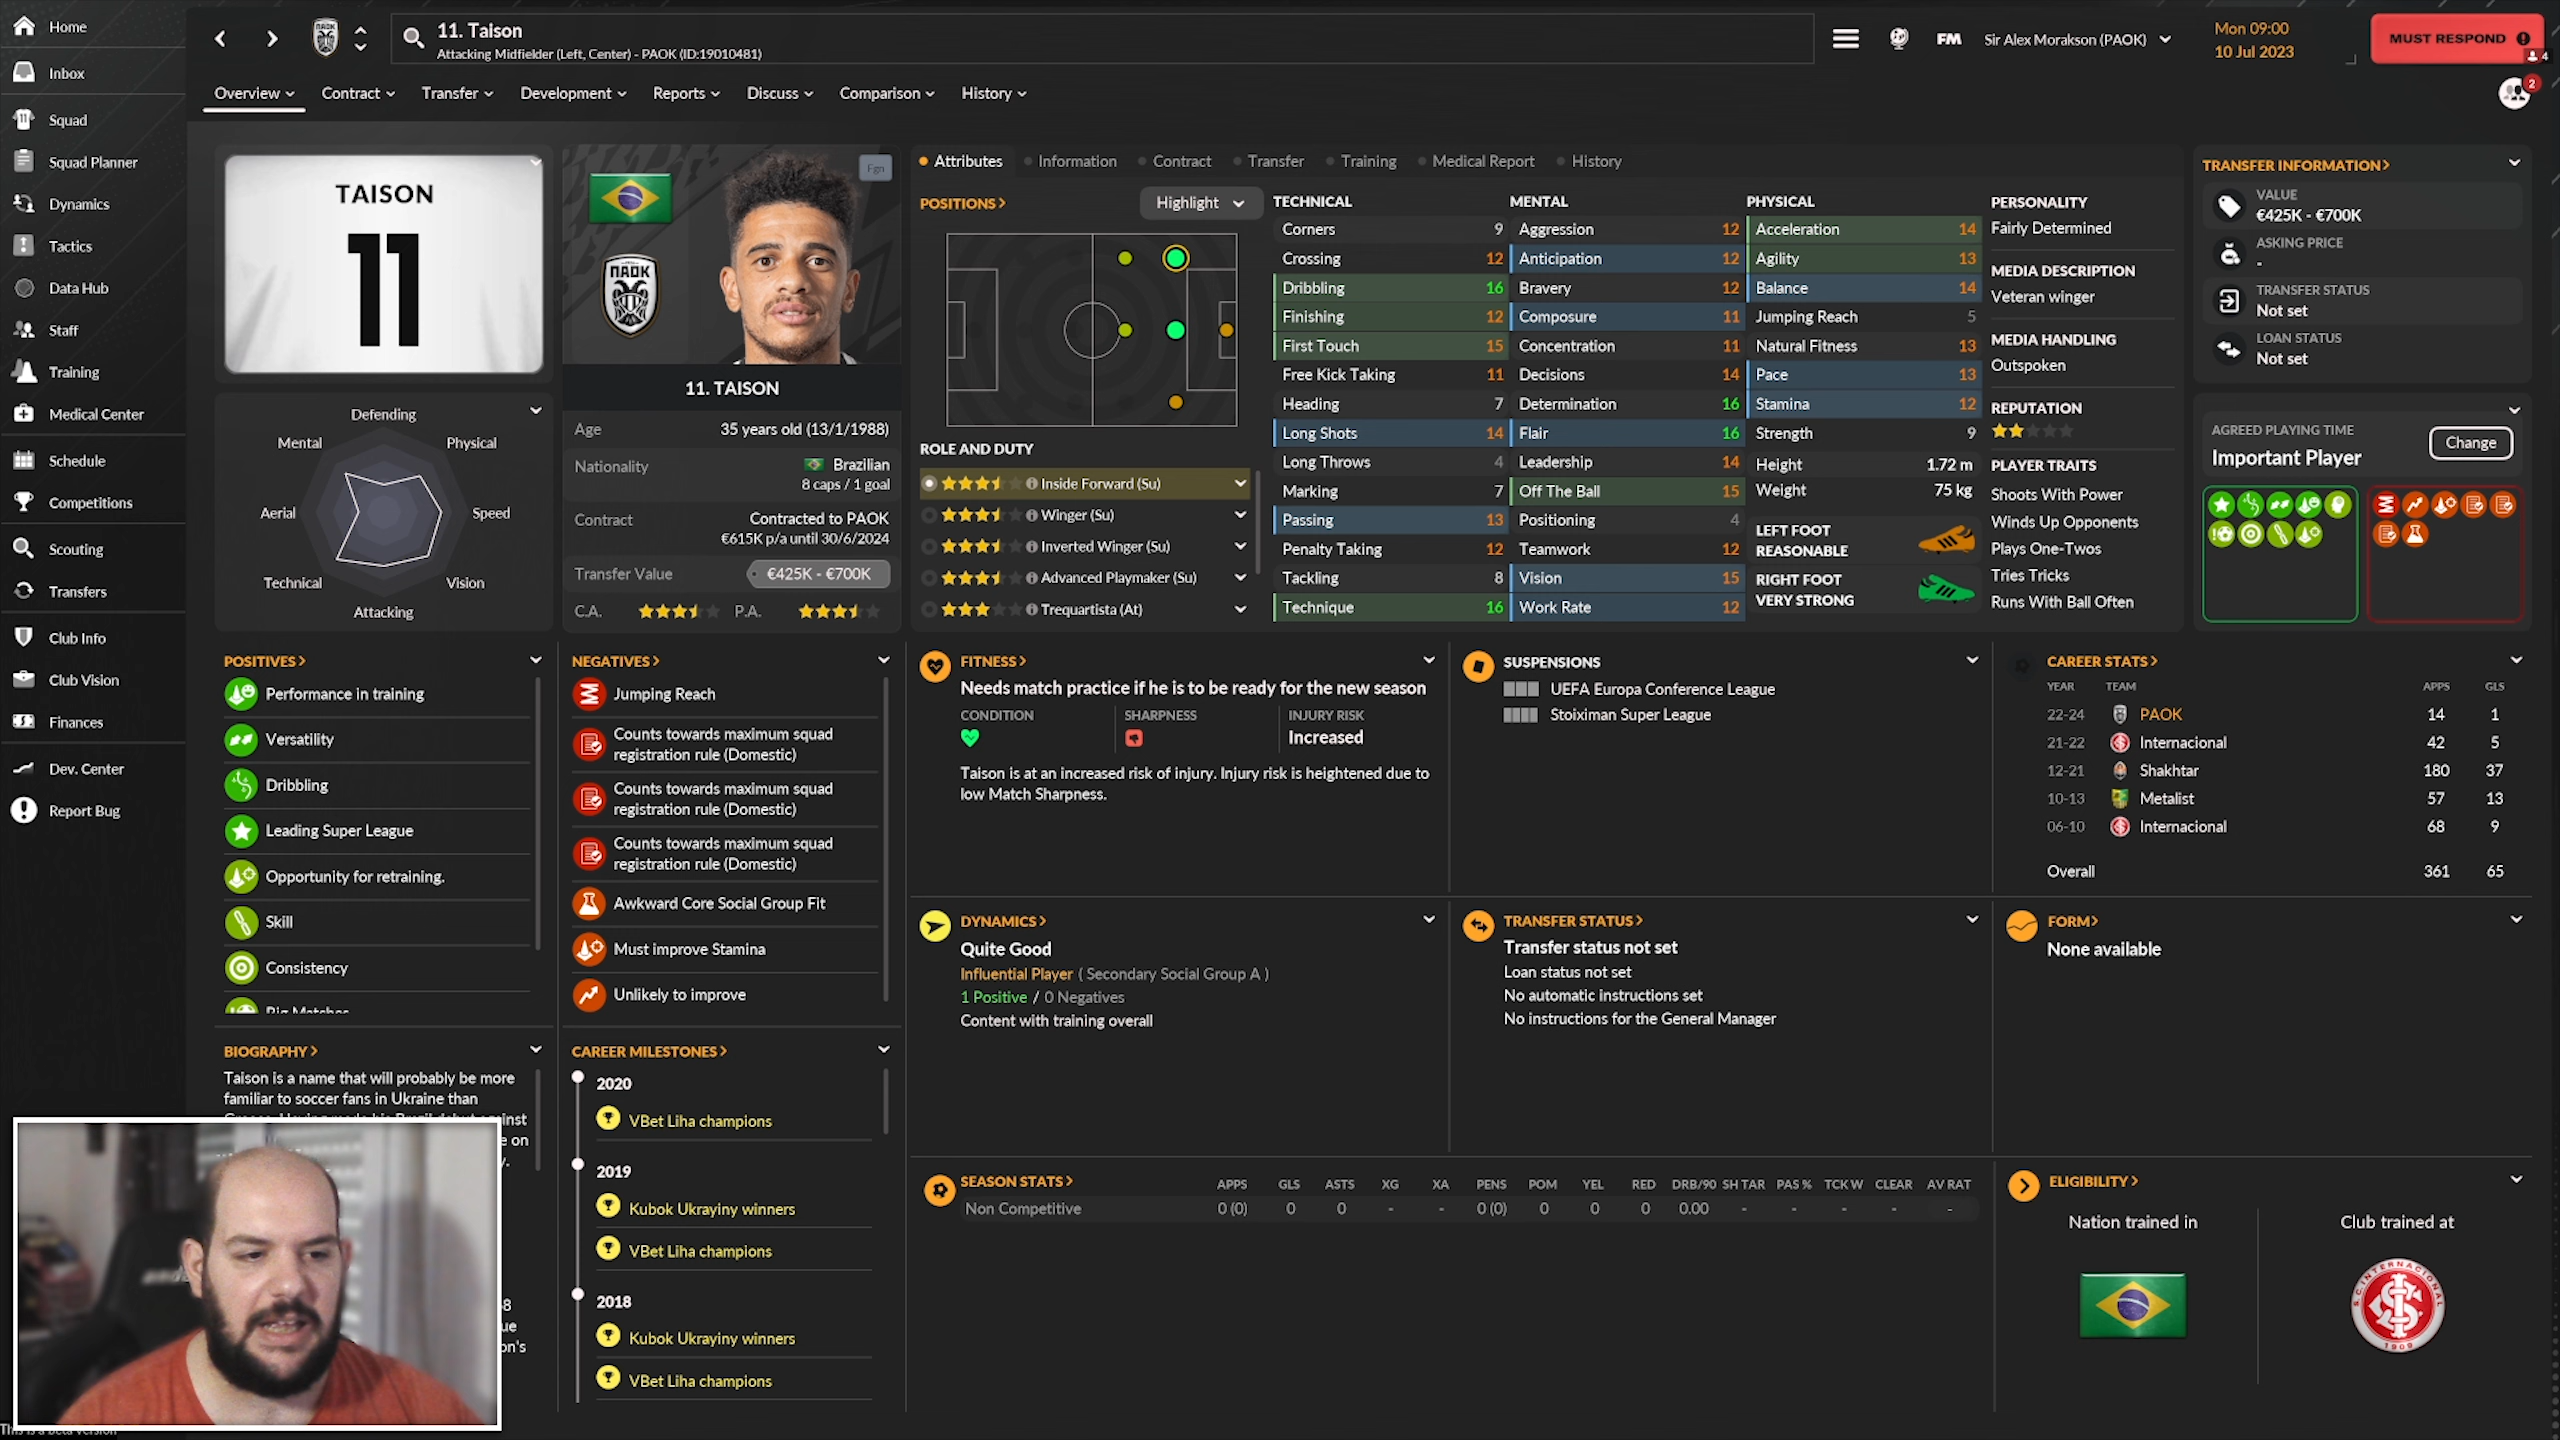 Home
Inbox
Squad
Squad Planner
Dynamics
Tactics
Data Hub
Staff
Training
Medical Center
Schedule
Competitions
Scouting
Transfers
Club Info
Club Vision
Finances
Dev. Center
Report Bug
11. Taison
Attacking Midfielder (Left, Center) - PAOK (ID:19010481)
FM
Sir Alex Morakson (PAOK)
Mon 09:00
10 Jul 2023
MUST RESPOND
4
2
Overview
Contract
Transfer
Development
Reports
Discuss
Comparison
History
TAISON
11
Defending
Mental
Physical
Aerial
Speed
Technical
Vision
Attacking
Fgn
ΠΑΟΚ
11. TAISON
Age 35 years old (13/1/1988)
Nationality Brazilian
8 caps / 1 goal
Contract Contracted to PAOK
€615K p/a until 30/6/2024
Transfer Value €425K - €700K
C.A. P.A.
Attributes
Information
Contract
Transfer
Training
Medical Report
History
POSITIONS>
Highlight
ROLE AND DUTY
Inside Forward (Su)
Winger (Su)
Inverted Winger (Su)
Advanced Playmaker (Su)
Trequartista (At)
TECHNICAL
Corners 9
Crossing 12
Dribbling 16
Finishing 12
First Touch 15
Free Kick Taking 11
Heading 7
Long Shots 14
Long Throws 4
Marking 7
Passing 13
Penalty Taking 12
Tackling 8
Technique 16
MENTAL
Aggression 12
Anticipation 12
Bravery 12
Composure 11
Concentration 11
Decisions 14
Determination 16
Flair 16
Leadership 14
Off The Ball 15
Positioning 4
Teamwork 12
Vision 15
Work Rate 12
PHYSICAL
Acceleration 14
Agility 13
Balance 14
Jumping Reach 5
Natural Fitness 13
Pace 13
Stamina 12
Strength 9
Height 1.72 m
Weight 75 kg
LEFT FOOT
REASONABLE
RIGHT FOOT
VERY STRONG
PERSONALITY
Fairly Determined
MEDIA DESCRIPTION
Veteran winger
MEDIA HANDLING
Outspoken
REPUTATION
PLAYER TRAITS
Shoots With Power
Winds Up Opponents
Plays One-Twos
Tries Tricks
Runs With Ball Often
TRANSFER INFORMATION>
VALUE
€425K - €700K
ASKING PRICE
-
TRANSFER STATUS
Not set
LOAN STATUS
Not set
AGREED PLAYING TIME
Important Player
Change
POSITIVES>
Performance in training
Versatility
Dribbling
Leading Super League
Opportunity for retraining.
Skill
Consistency
Big Matches
NEGATIVES>
Jumping Reach
Counts towards maximum squad
registration rule (Domestic)
Counts towards maximum squad
registration rule (Domestic)
Counts towards maximum squad
registration rule (Domestic)
Awkward Core Social Group Fit
Must improve Stamina
Unlikely to improve
FITNESS>
Needs match practice if he is to be ready for the new season
CONDITION
SHARPNESS
INJURY RISK
Increased
Taison is at an increased risk of injury. Injury risk is heightened due to
low Match Sharpness.
SUSPENSIONS
UEFA Europa Conference League
Stoiximan Super League
CAREER STATS>
YEAR TEAM APPS GLS
22-24 PAOK 14 1
21-22 Internacional 42 5
12-21 Shakhtar 180 37
10-13 Metalist 57 13
06-10 Internacional 68 9
Overall 361 65
DYNAMICS>
Quite Good
Influential Player ( Secondary Social Group A )
1 Positive / 0 Negatives
Content with training overall
TRANSFER STATUS>
Transfer status not set
Loan status not set
No automatic instructions set
No instructions for the General Manager
FORM>
None available
BIOGRAPHY>
Taison is a name that will probably be more
familiar to soccer fans in Ukraine than
CAREER MILESTONES>
2020
VBet Liha champions
2019
Kubok Ukrayiny winners
VBet Liha champions
2018
Kubok Ukrayiny winners
VBet Liha champions
SEASON STATS> APPS GLS ASTS XG XA PENS POM YEL RED DRB/90 SH TAR PAS % TCK W CLEAR AV RAT
Non Competitive 0 (0) 0 0 - - 0 (0) 0 0 0 0.00 - - - - -
ELIGIBILITY>
Nation trained in
Club trained at
S.C. INTERNACIONAL
1909
This is a beta version